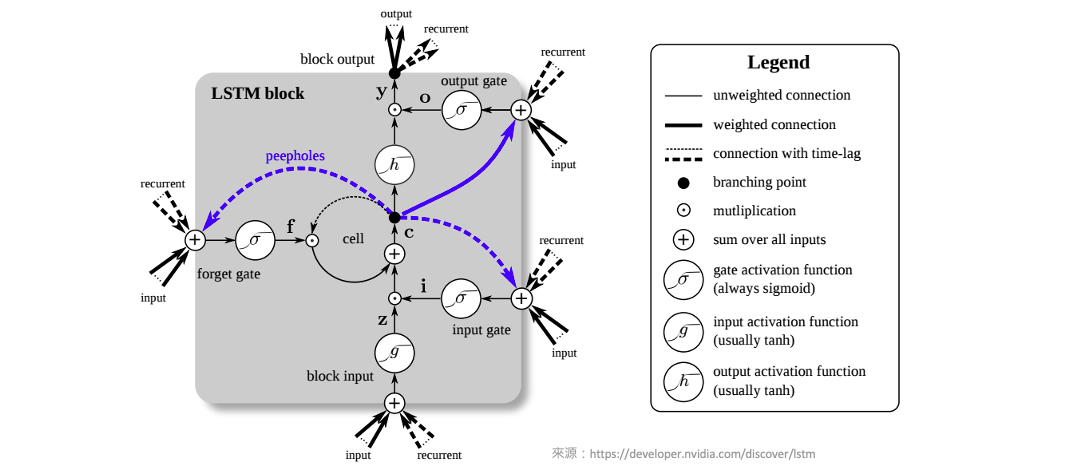 output
recurrent
block output
LSTM block
y
output gate
o
σ
+
recurrent
input
h
peepholes
recurrent
+
σ
f
cell
c
forget gate
input
+
i
σ
+
recurrent
input gate
input
z
g
block input
+
input
recurrent
Legend
unweighted connection
weighted connection
connection with time-lag
branching point
mutliplication
+ sum over all inputs
σ gate activation function
(always sigmoid)
g input activation function
(usually tanh)
h output activation function
(usually tanh)
來源：https://developer.nvidia.com/discover/lstm